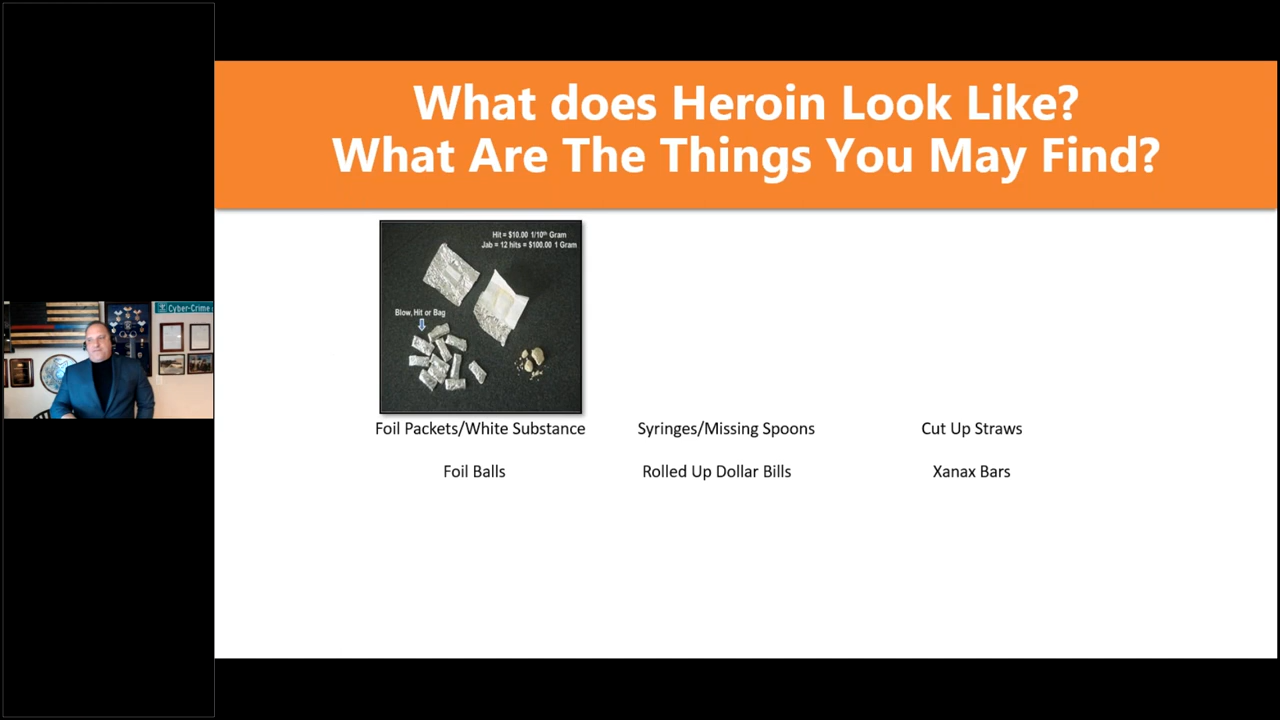 What does Heroin Look Like?
What Are The Things You May Find?
Hit = $10.00 1/10th Gram
Jab = 12 hits = $100.00 1 Gram
Blow, Hit or Bag
Cyber-Crime
Foil Packets/White Substance
Syringes/Missing Spoons
Cut Up Straws
Foil Balls
Rolled Up Dollar Bills
Xanax Bars